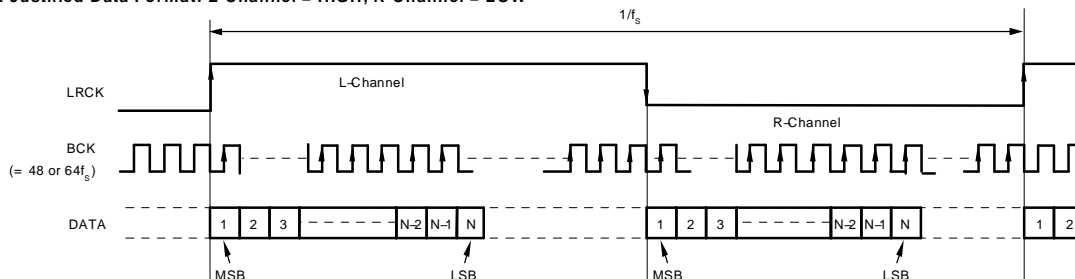 Justified Data Format: L-Channel = HIGH, R-Channel = LOW
1/fs
L-Channel
LRCK
R-Channel
BCK
(= 48 or 64fs)
DATA
1 2 3 N–2 N–1 N 1 2 3 N–2 N–1 N 1 2
MSB LSB MSB LSB